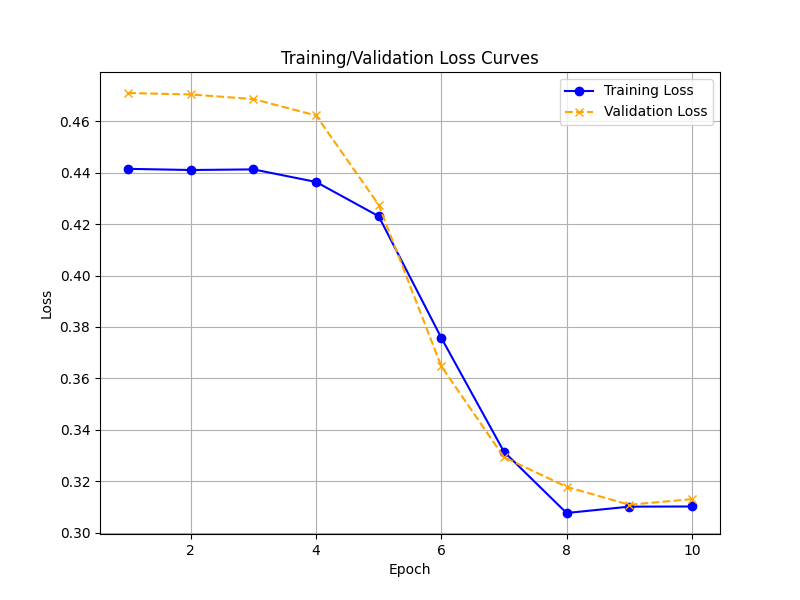 Training/Validation Loss Curves
Training Loss
Validation Loss
0.46
0.44
0.42
0.40
0.38
0.36
0.34
0.32
0.30
Loss
2
4
6
8
10
Epoch